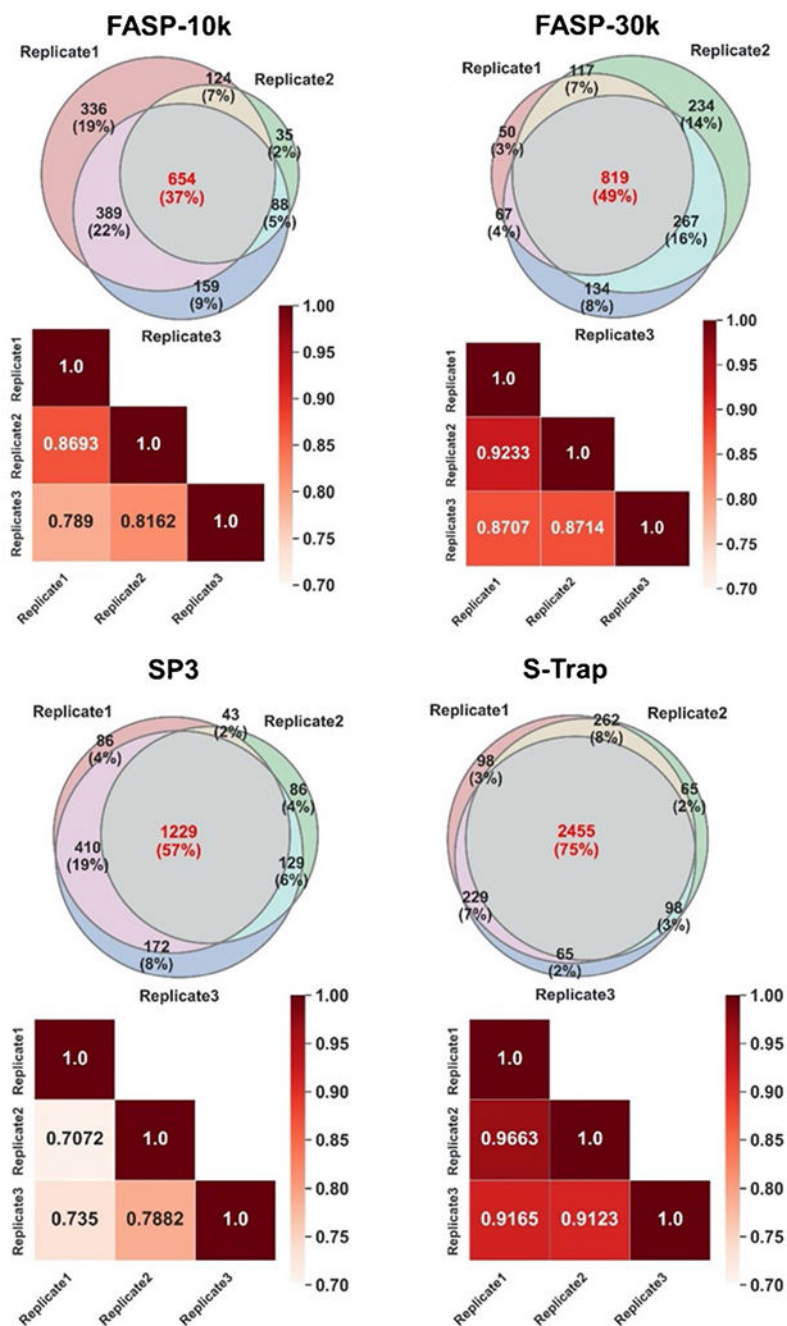 FASP-10k
Replicate1
124
(7%)
Replicate2
336
(19%)
35
(2%)
654
(37%)
389
(22%)
88
(5%)
159
(9%)
Replicate3
1.00
0.95
0.90
0.85
0.80
0.75
0.70
Replicate1
1.0
Replicate2
0.8693
1.0
Replicate3
0.789
0.8162
1.0
Replicate1
Replicate2
Replicate3
FASP-30k
Replicate1
117
(7%)
Replicate2
234
(14%)
50
(3%)
819
(49%)
67
(4%)
267
(16%)
134
(8%)
Replicate3
1.00
0.95
0.90
0.85
0.80
0.75
0.70
Replicate1
1.0
Replicate2
0.9233
1.0
Replicate3
0.8707
0.8714
1.0
Replicate1
Replicate2
Replicate3
SP3
Replicate1
43
(2%)
Replicate2
86
(4%)
86
(4%)
1229
(57%)
410
(19%)
129
(6%)
172
(8%)
Replicate3
1.00
0.95
0.90
0.85
0.80
0.75
0.70
Replicate1
1.0
Replicate2
0.7072
1.0
Replicate3
0.735
0.7882
1.0
Replicate1
Replicate2
Replicate3
S-Trap
Replicate1
262
(8%)
Replicate2
98
(3%)
65
(2%)
2455
(75%)
229
(7%)
98
(3%)
65
(2%)
Replicate3
1.00
0.95
0.90
0.85
0.80
0.75
0.70
Replicate1
1.0
Replicate2
0.9663
1.0
Replicate3
0.9165
0.9123
1.0
Replicate1
Replicate2
Replicate3